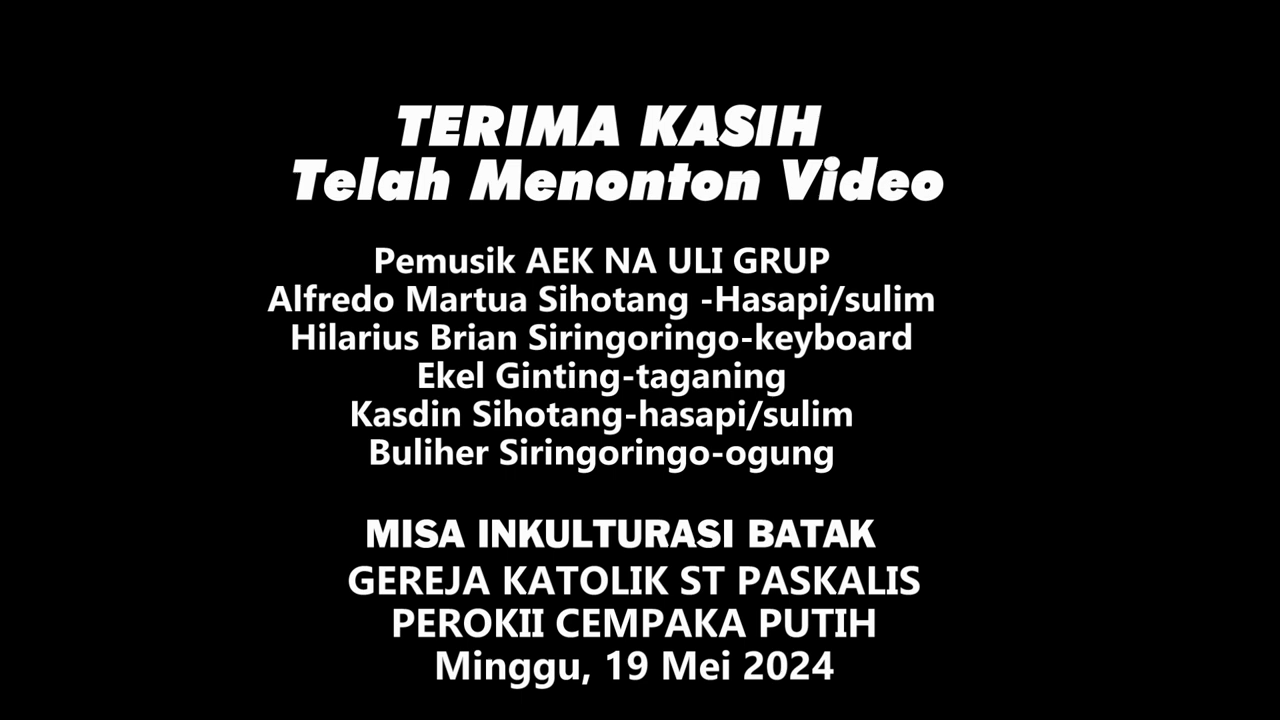 TERIMA KASIH
Telah Menonton Video
Pemusik AEK NA ULI GRUP
Alfredo Martua Sihotang -Hasapi/sulim
Hilarius Brian Siringoringo-keyboard
Ekel Ginting-taganing
Kasdin Sihotang-hasapi/sulim
Buliher Siringoringo-ogung
MISA INKULTURASI BATAK
GEREJA KATOLIK ST PASKALIS
PEROKII CEMPAKA PUTIH
Minggu, 19 Mei 2024